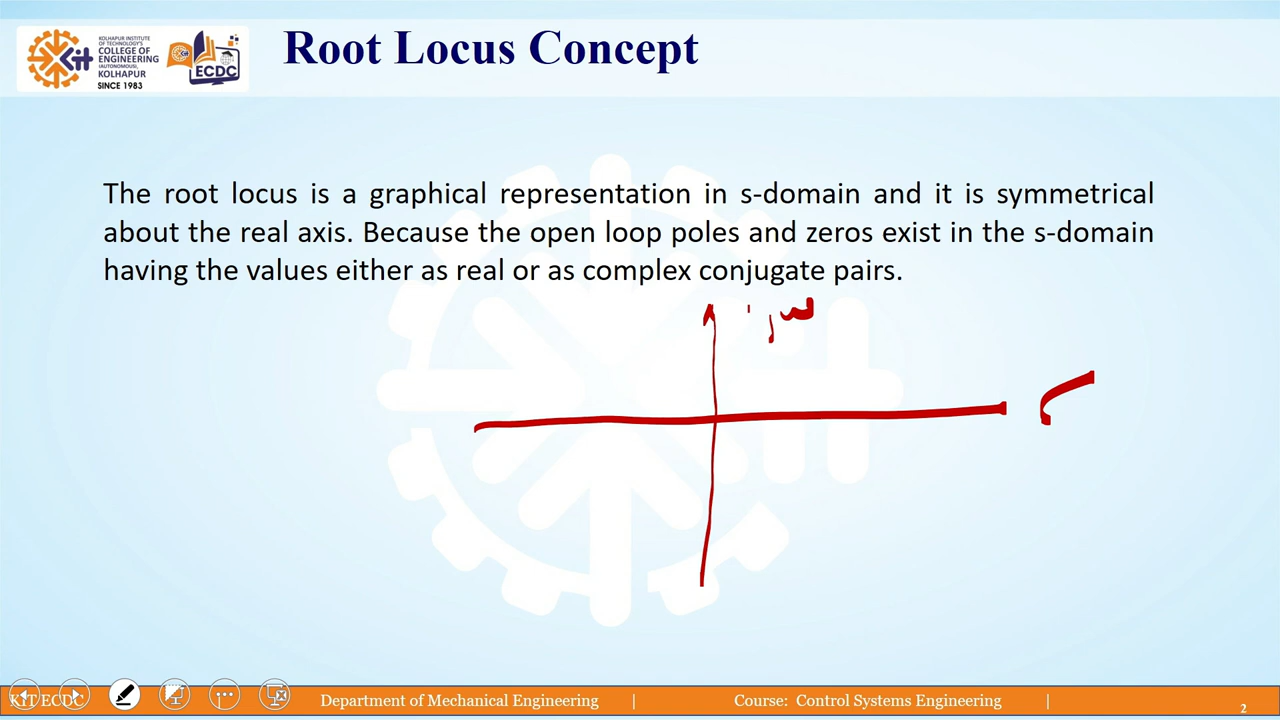 KOLHAPUR INSTITUTE
OF TECHNOLOGY'S
COLLEGE OF
ENGINEERING
(AUTONOMOUS),
KOLHAPUR
SINCE 1983
Kit
ECDC
Root Locus Concept
The root locus is a graphical representation in s-domain and it is symmetrical
about the real axis. Because the open loop poles and zeros exist in the s-domain
having the values either as real or as complex conjugate pairs.
jω
KIT ECDC
Department of Mechanical Engineering |
Course: Control Systems Engineering |
2